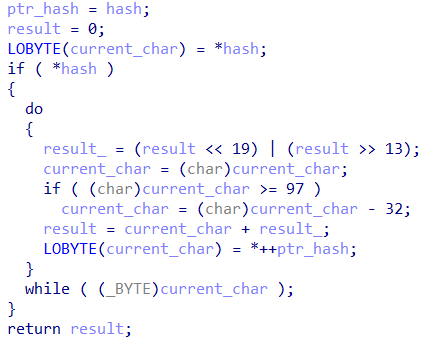 ptr_hash = hash;
result = 0;
LOBYTE(current_char) = *hash;
if ( *hash )
{
do
{
result_ = (result << 19) | (result >> 13);
current_char = (char)current_char;
if ( (char)current_char >= 97 )
current_char = (char)current_char - 32;
result = current_char + result_;
LOBYTE(current_char) = *++ptr_hash;
}
while ( (_BYTE)current_char );
}
return result;